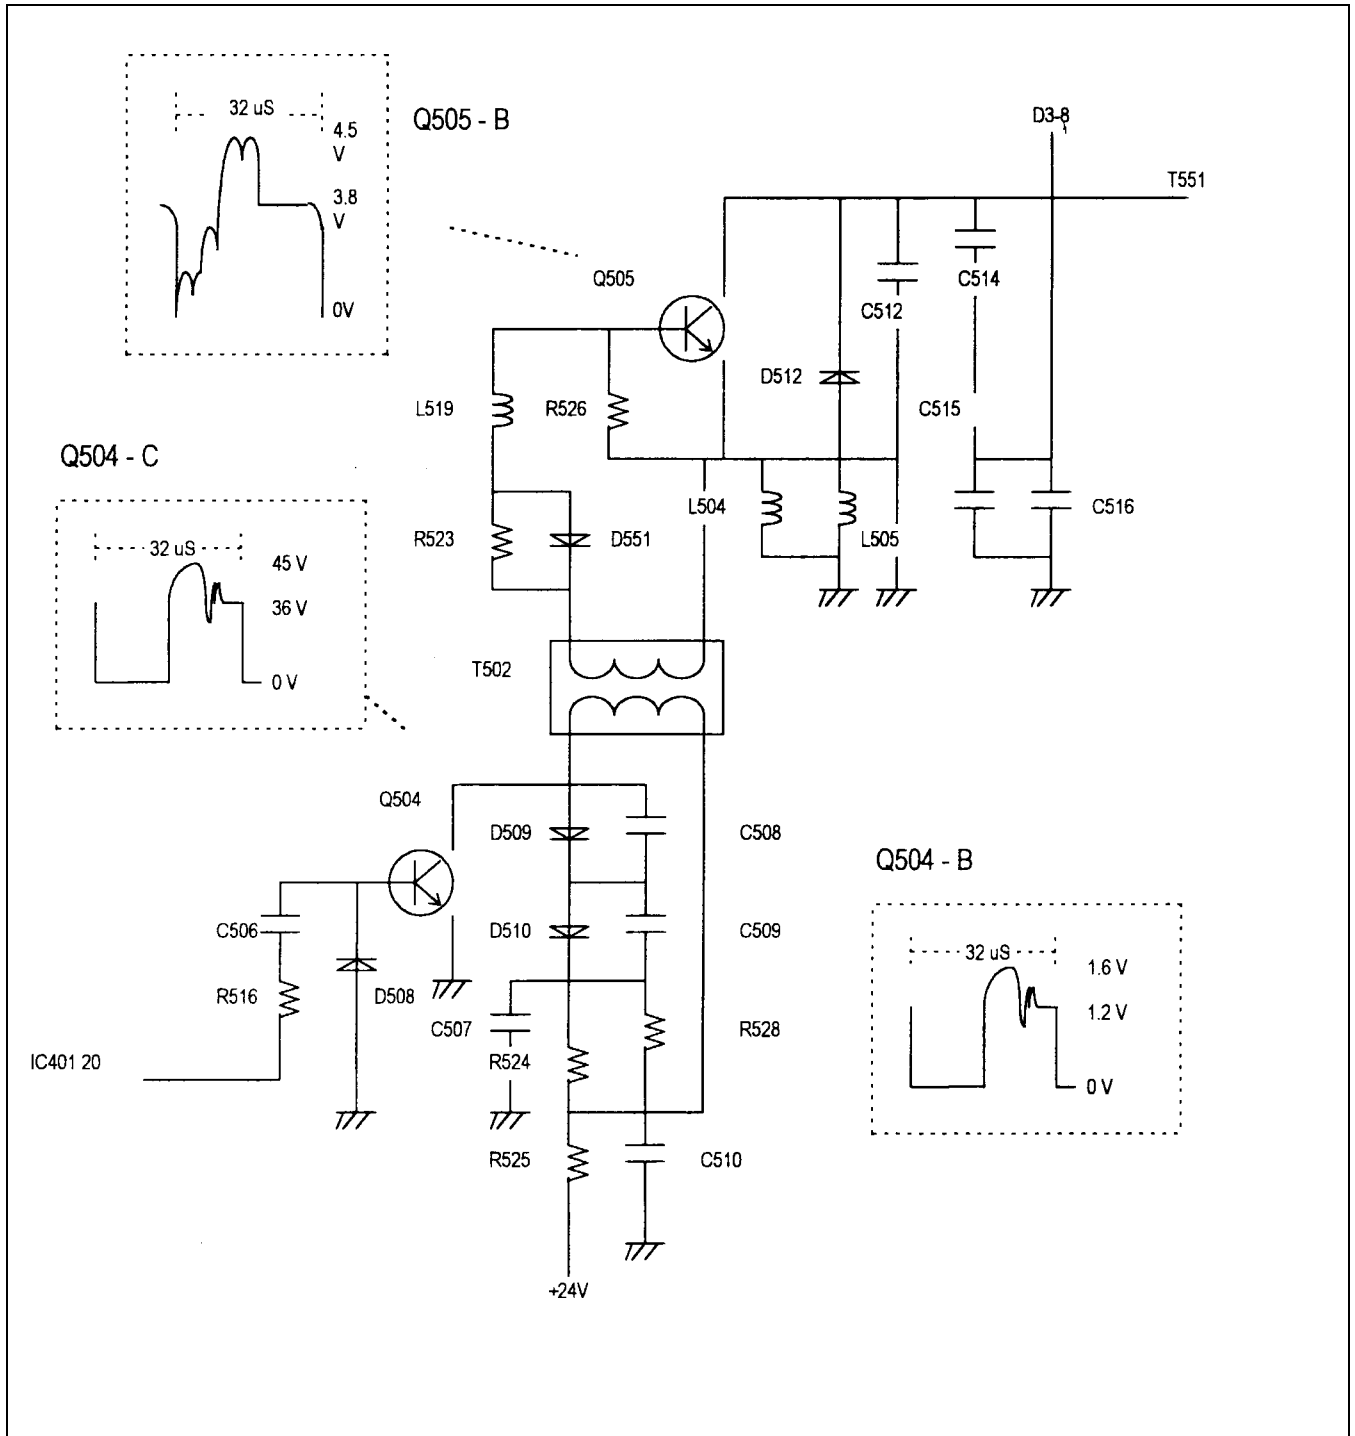 32 uS
Q505 - B
4.5
V
3.8
V
0V
D3-8
T551
Q505
C514
C512
D512
L519
R526
C515
Q504 - C
L504
C516
R523
D551
L505
32 uS
45 V
36 V
0 V
T502
Q504
D509
C508
Q504 - B
C506
D510
C509
32 uS
1.6 V
R516
D508
C507
R528
1.2 V
IC401 20
R524
0 V
R525
C510
+24V